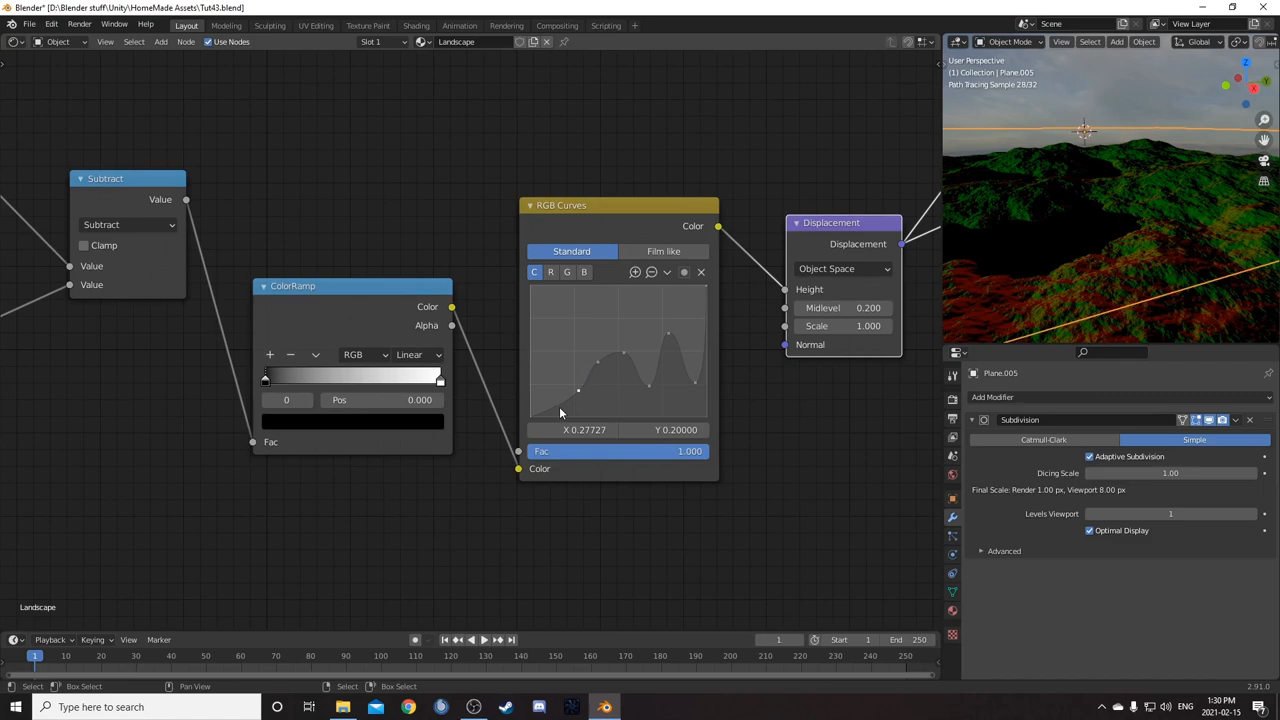 Blender* [D:\Blender stuff\Unity\HomeMade Assets\Tut43.blend]
File Edit Render Window Help Layout Modeling Sculpting UV Editing Texture Paint Shading Animation Rendering Compositing Scripting + Scene View Layer
Object View Select Add Node Use Nodes Slot 1 Landscape Object Mode View Select Add Object Global
User Perspective
(1) Collection | Plane.005
Path Tracing Sample 28/32
Z
Y
X
Subtract
Value
Subtract
Clamp
Value
Value
ColorRamp
Color
Alpha
RGB Linear
0 Pos 0.000
Fac
RGB Curves
Color
Standard Film like
C R G B
X 0.27727 Y 0.20000
Fac 1.000
Color
Displacement
Displacement
Object Space
Height
Midlevel 0.200
Scale 1.000
Normal
Plane.005
Add Modifier
Subdivision
Catmull-Clark Simple
Adaptive Subdivision
Dicing Scale 1.00
Final Scale: Render 1.00 px, Viewport 8.00 px
Levels Viewport 1
Optimal Display
Advanced
Landscape
Playback Keying View Marker 1 Start 1 End 250
1 10 20 30 40 50 60 70 80 90 100 110 120 130 140 150 160 170 180 190 200 210 220 230 240 250
Select Box Select Pan View Select Box Select 2.91.0
Type here to search
1:30 PM
2021-02-15